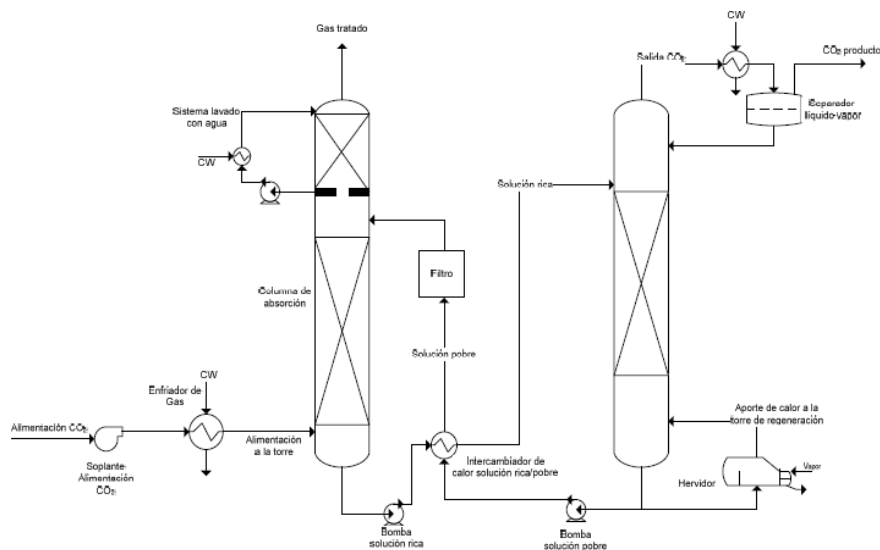 Gas tratado
CW
Salida CO₂
CO₂ producto
Separador
líquido-vapor
Sistema lavado
con agua
CW
Solución rica
Filtro
Columna de
absorción
Solución pobre
CW
Enfriador de
Gas
Aporte de calor a la
torre de regeneración
Alimentación CO₂
Alimentación
a la torre
Soplante
Alimentación
CO₂
Intercambiador de
calor solución rica/pobre
Hervidor
Vapor
Bomba
solución rica
Bomba
solución pobre